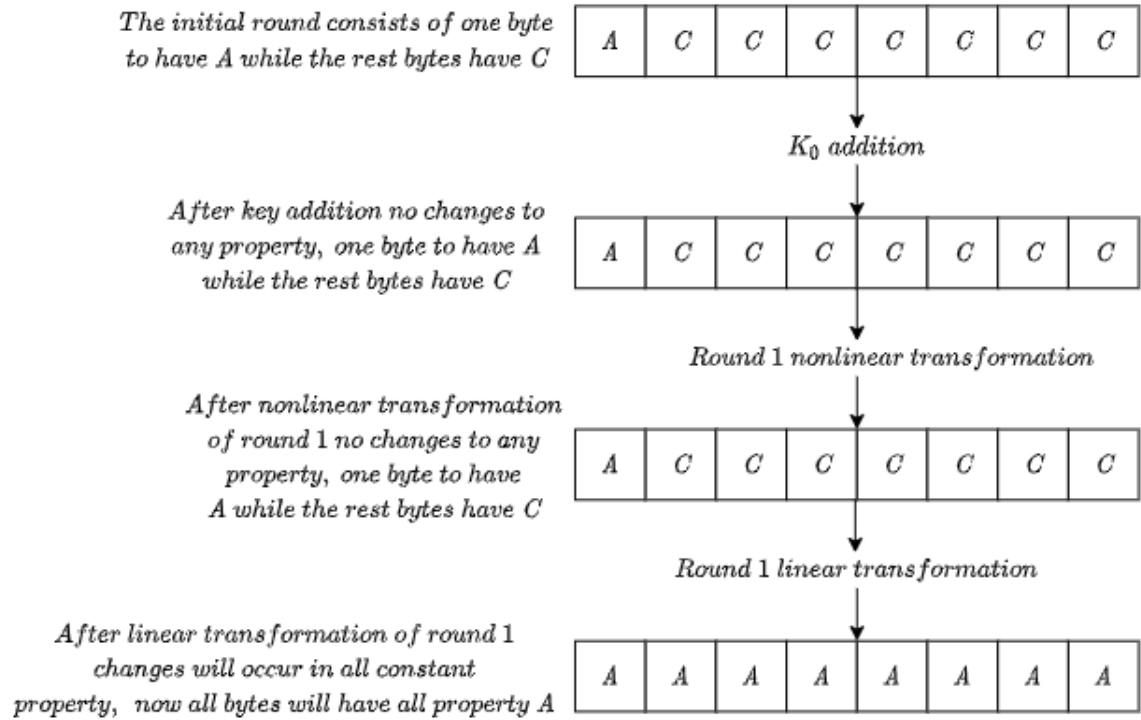 The initial round consists of one byte
to have A while the rest bytes have C
A C C C C C C C
K₀ addition
After key addition no changes to
any property, one byte to have A
while the rest bytes have C
A C C C C C C C
Round 1 nonlinear transformation
After nonlinear transformation
of round 1 no changes to any
property, one byte to have
A while the rest bytes have C
A C C C C C C C
Round 1 linear transformation
After linear transformation of round 1
changes will occur in all constant
property, now all bytes will have all property A
A A A A A A A A